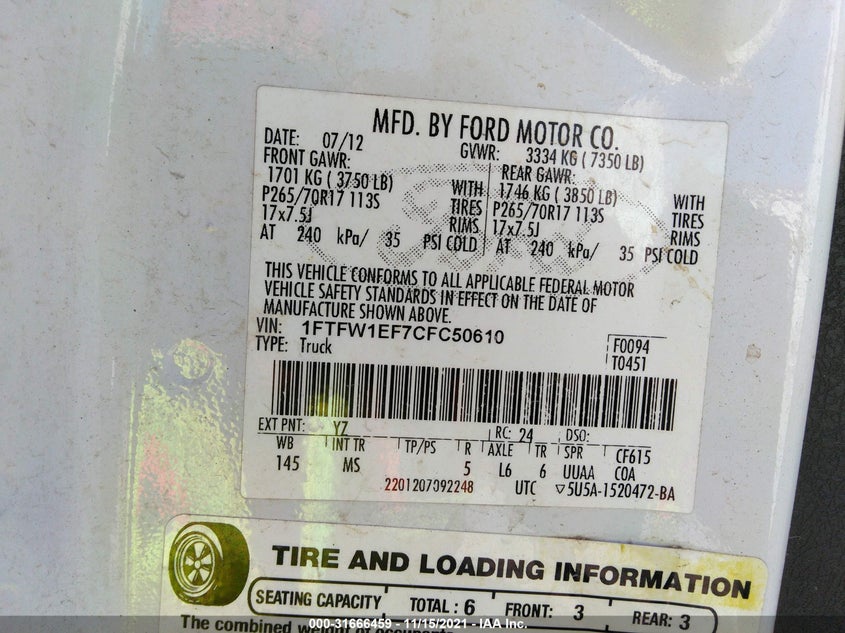 MFD. BY FORD MOTOR CO.
DATE: 07/12 GVWR: 3334 KG ( 7350 LB)
FRONT GAWR: REAR GAWR:
1701 KG ( 3750 LB) WITH 1746 KG ( 3850 LB) WITH
P265/70R17 113S TIRES P265/70R17 113S TIRES
17x7.5J RIMS 17x7.5J RIMS
AT 240 kPa/ 35 PSI COLD AT 240 kPa/ 35 PSI COLD
THIS VEHICLE CONFORMS TO ALL APPLICABLE FEDERAL MOTOR
VEHICLE SAFETY STANDARDS IN EFFECT ON THE DATE OF
MANUFACTURE SHOWN ABOVE.
VIN: 1FTFW1EF7CFC50610
TYPE: Truck F0094
T0451
EXT PNT: YZ RC: 24 DSO:
WB INT TR TP/PS R AXLE TR SPR CF615
145 MS 5 L6 6 UUAA COA
2201207092248 UTC ▽5U5A-1520472-BA
TIRE AND LOADING INFORMATION
SEATING CAPACITY TOTAL : 6 FRONT: 3 REAR: 3
The combined weight of occupants
000-31666459 - 11/15/2021 - IAA Inc.